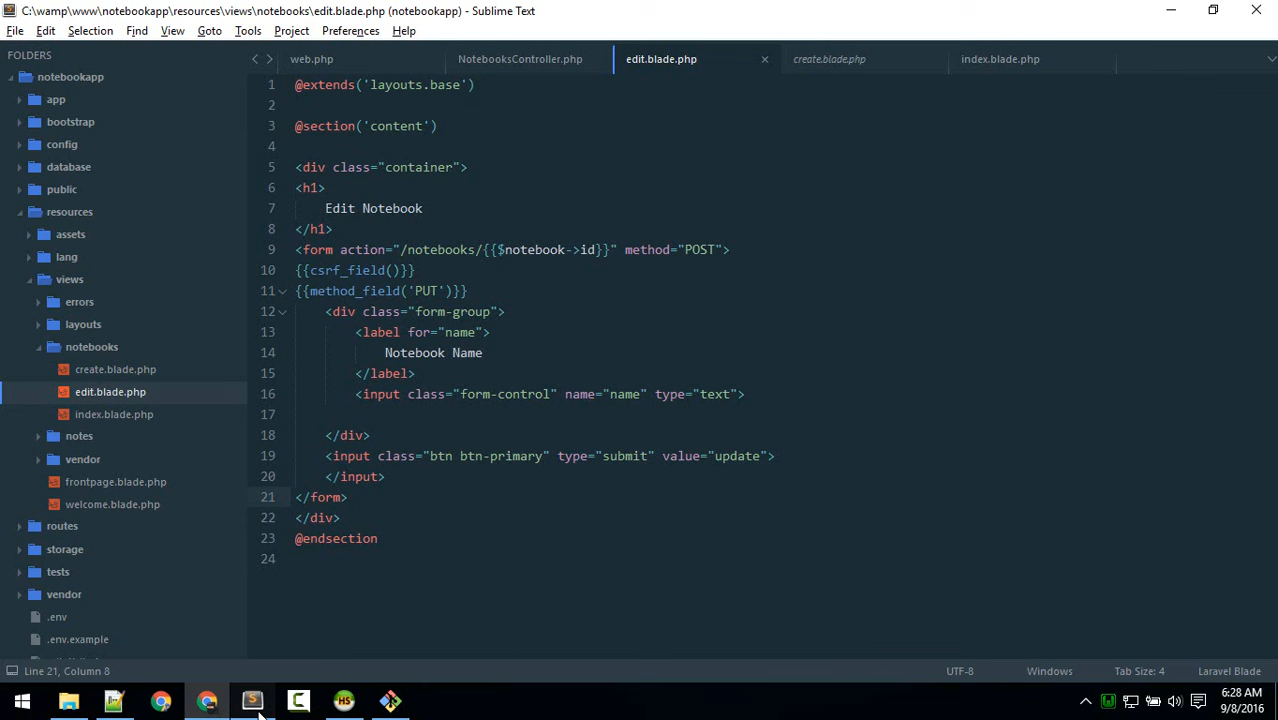 C:\wamp\www\notebookapp\resources\views\notebooks\edit.blade.php (notebookapp) - Sublime Text
File Edit Selection Find View Goto Tools Project Preferences Help
FOLDERS
notebookapp
app
bootstrap
config
database
public
resources
assets
lang
views
errors
layouts
notebooks
create.blade.php
edit.blade.php
index.blade.php
notes
vendor
frontpage.blade.php
welcome.blade.php
routes
storage
tests
vendor
.env
.env.example
web.php NotebooksController.php edit.blade.php create.blade.php index.blade.php
1 @extends('layouts.base')
2
3 @section('content')
4
5 <div class="container">
6 <h1>
7 Edit Notebook
8 </h1>
9 <form action="/notebooks/{{$notebook->id}}" method="POST">
10 {{csrf_field()}}
11 {{method_field('PUT')}}
12 <div class="form-group">
13 <label for="name">
14 Notebook Name
15 </label>
16 <input class="form-control" name="name" type="text">
17
18 </div>
19 <input class="btn btn-primary" type="submit" value="update">
20 </input>
21 </form>
22 </div>
23 @endsection
24
Line 21, Column 8 UTF-8 Windows Tab Size: 4 Laravel Blade
HS
6:28 AM
9/8/2016